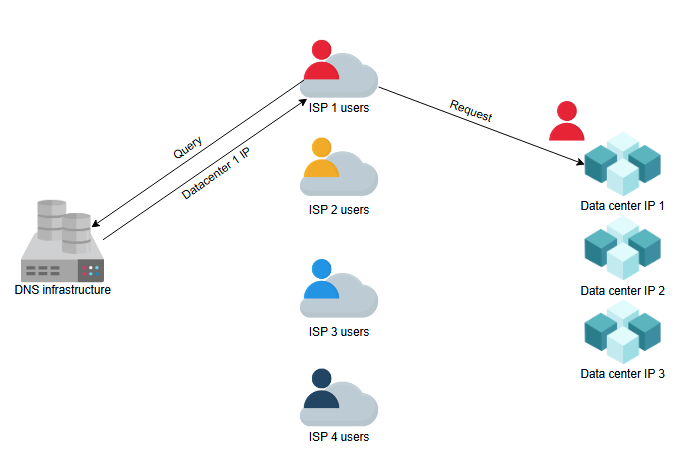 ISP 1 users
Query
Datacenter 1 IP
Request
ISP 2 users
Data center IP 1
DNS infrastructure
Data center IP 2
ISP 3 users
Data center IP 3
ISP 4 users